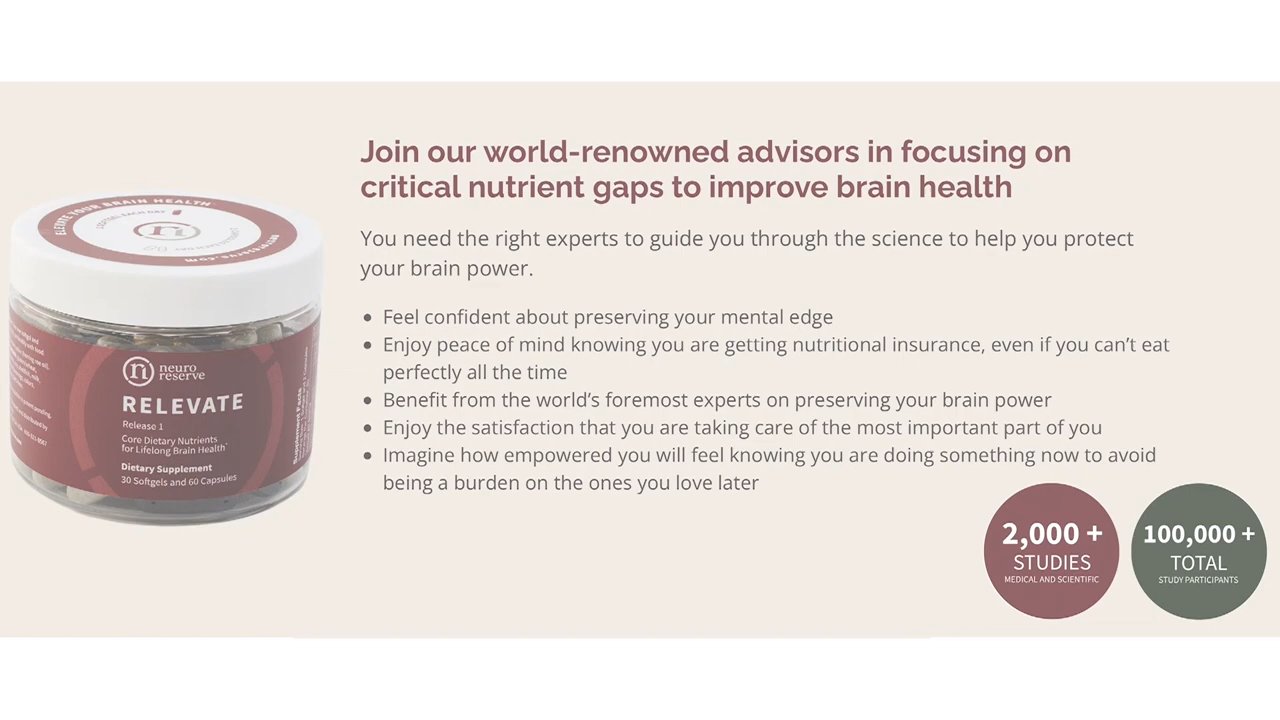 Join our world-renowned advisors in focusing on
critical nutrient gaps to improve brain health
You need the right experts to guide you through the science to help you protect
your brain power.
Feel confident about preserving your mental edge
Enjoy peace of mind knowing you are getting nutritional insurance, even if you can’t eat
perfectly all the time
Benefit from the world’s foremost experts on preserving your brain power
Enjoy the satisfaction that you are taking care of the most important part of you
Imagine how empowered you will feel knowing you are doing something now to avoid
being a burden on the ones you love later
2,000 +
STUDIES
MEDICAL AND SCIENTIFIC
100,000 +
TOTAL
STUDY PARTICIPANTS
ELEVATE YOUR BRAIN HEALTH
neuro
reserve
RELEVATE
Release 1
Core Dietary Nutrients
for Lifelong Brain Health*
Dietary Supplement
30 Softgels and 60 Capsules
Supplement Facts